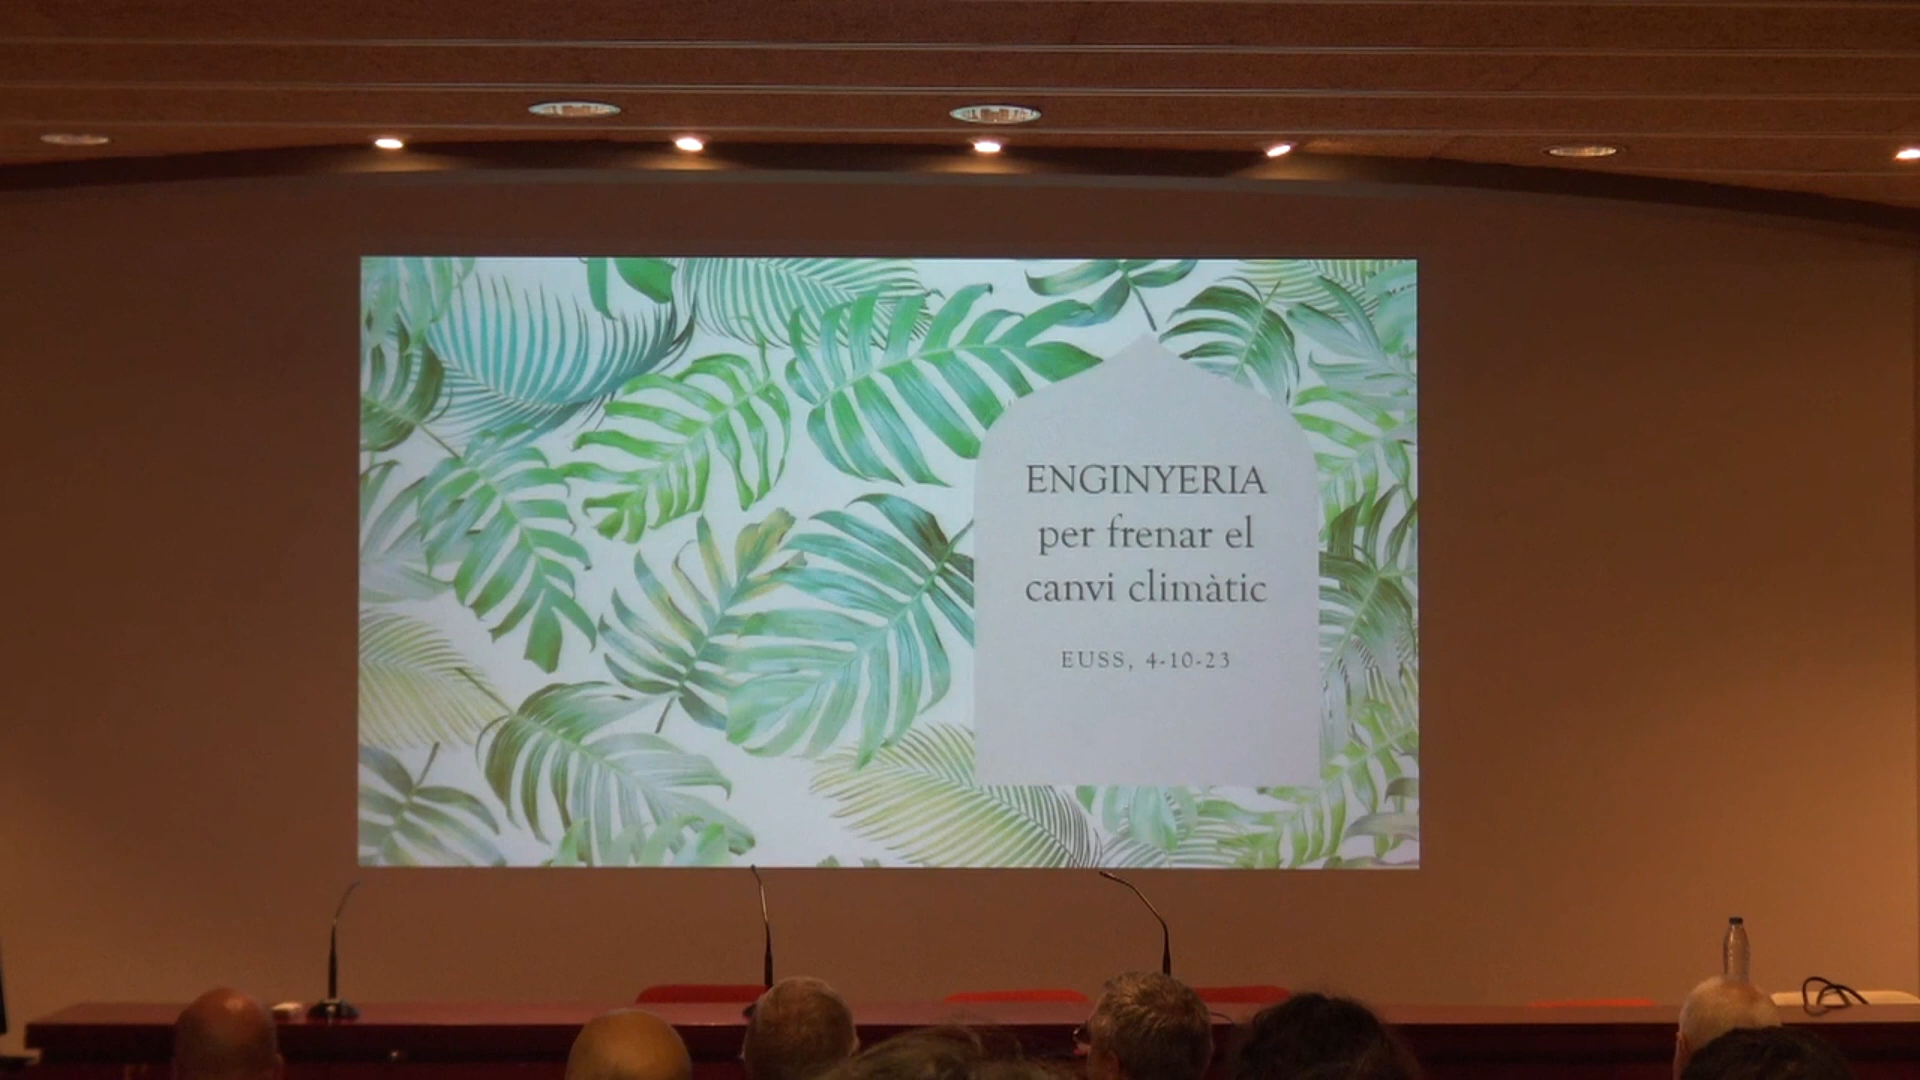 ENGINYERIA
per frenar el
canvi climàtic
EUSS, 4-10-23